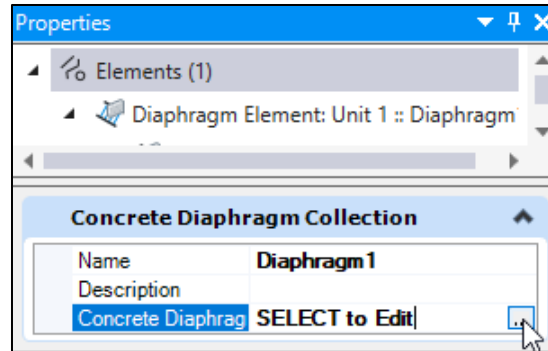 Properties
Elements (1)
Diaphragm Element: Unit 1 :: Diaphragm
Concrete Diaphragm Collection
Name Diaphragm1
Description
Concrete Diaphrag SELECT to Edit ...